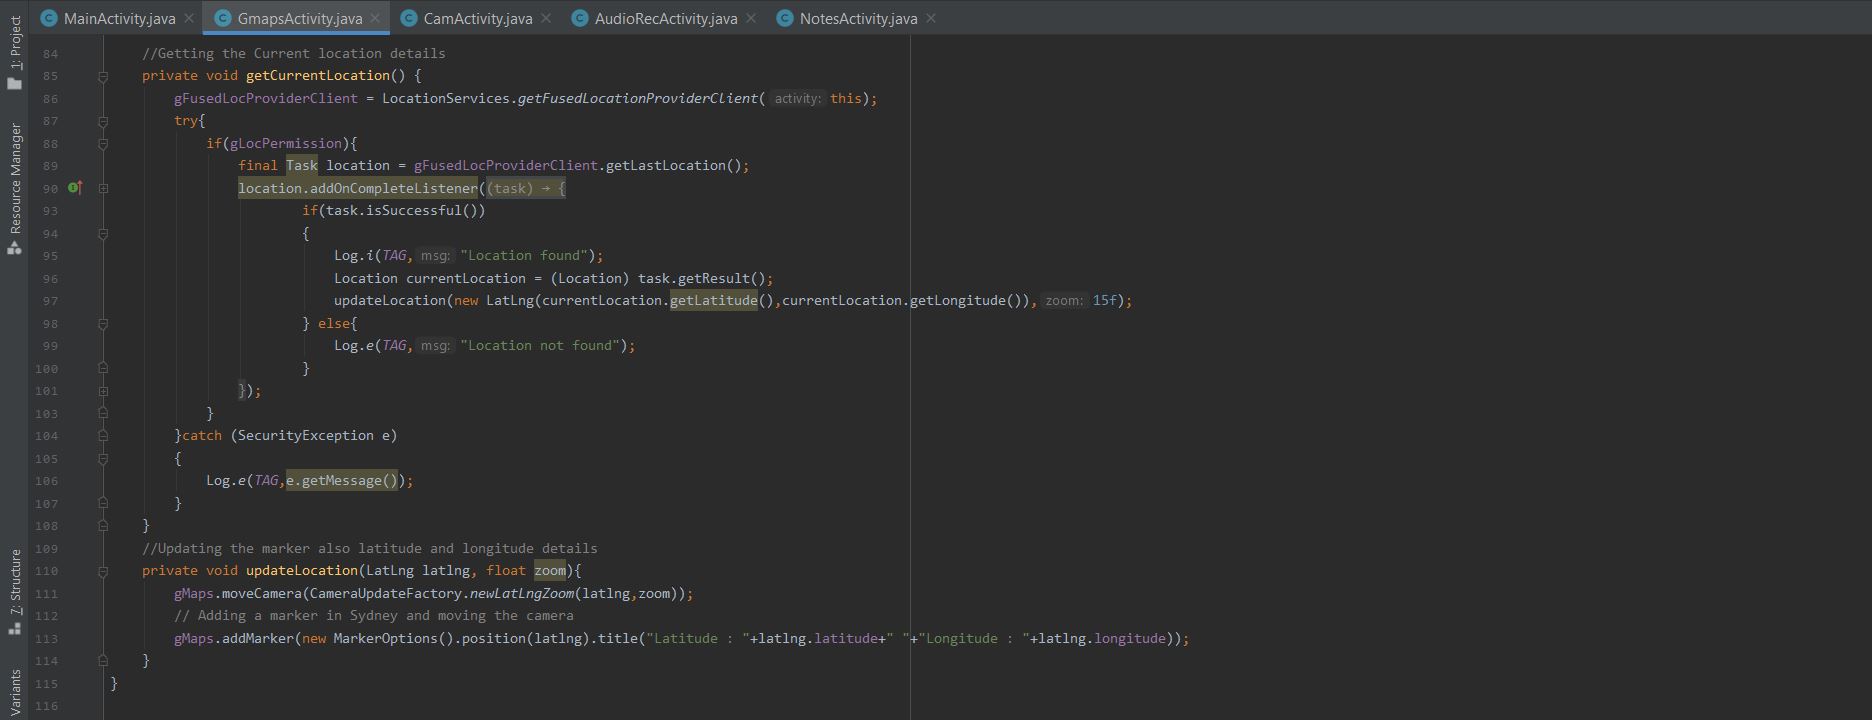 MainActivity.java GmapsActivity.java CamActivity.java AudioRecActivity.java NotesActivity.java
1: Project
Resource Manager
7: Structure
Variants
84 //Getting the Current location details
85 private void getCurrentLocation() {
86 gFusedLocProviderClient = LocationServices.getFusedLocationProviderClient( activity: this);
87 try{
88 if(gLocPermission){
89 final Task location = gFusedLocProviderClient.getLastLocation();
90 location.addOnCompleteListener((task) → {
93 if(task.isSuccessful())
94 {
95 Log.i(TAG, msg: "Location found");
96 Location currentLocation = (Location) task.getResult();
97 updateLocation(new LatLng(currentLocation.getLatitude(),currentLocation.getLongitude()), zoom: 15f);
98 } else{
99 Log.e(TAG, msg: "Location not found");
100 }
101 });
103 }
104 }catch (SecurityException e)
105 {
106 Log.e(TAG,e.getMessage());
107 }
108 }
109 //Updating the marker also latitude and longitude details
110 private void updateLocation(LatLng latlng, float zoom){
111 gMaps.moveCamera(CameraUpdateFactory.newLatLngZoom(latlng,zoom));
112 // Adding a marker in Sydney and moving the camera
113 gMaps.addMarker(new MarkerOptions().position(latlng).title("Latitude : "+latlng.latitude+" "+"Longitude : "+latlng.longitude));
114 }
115 }
116